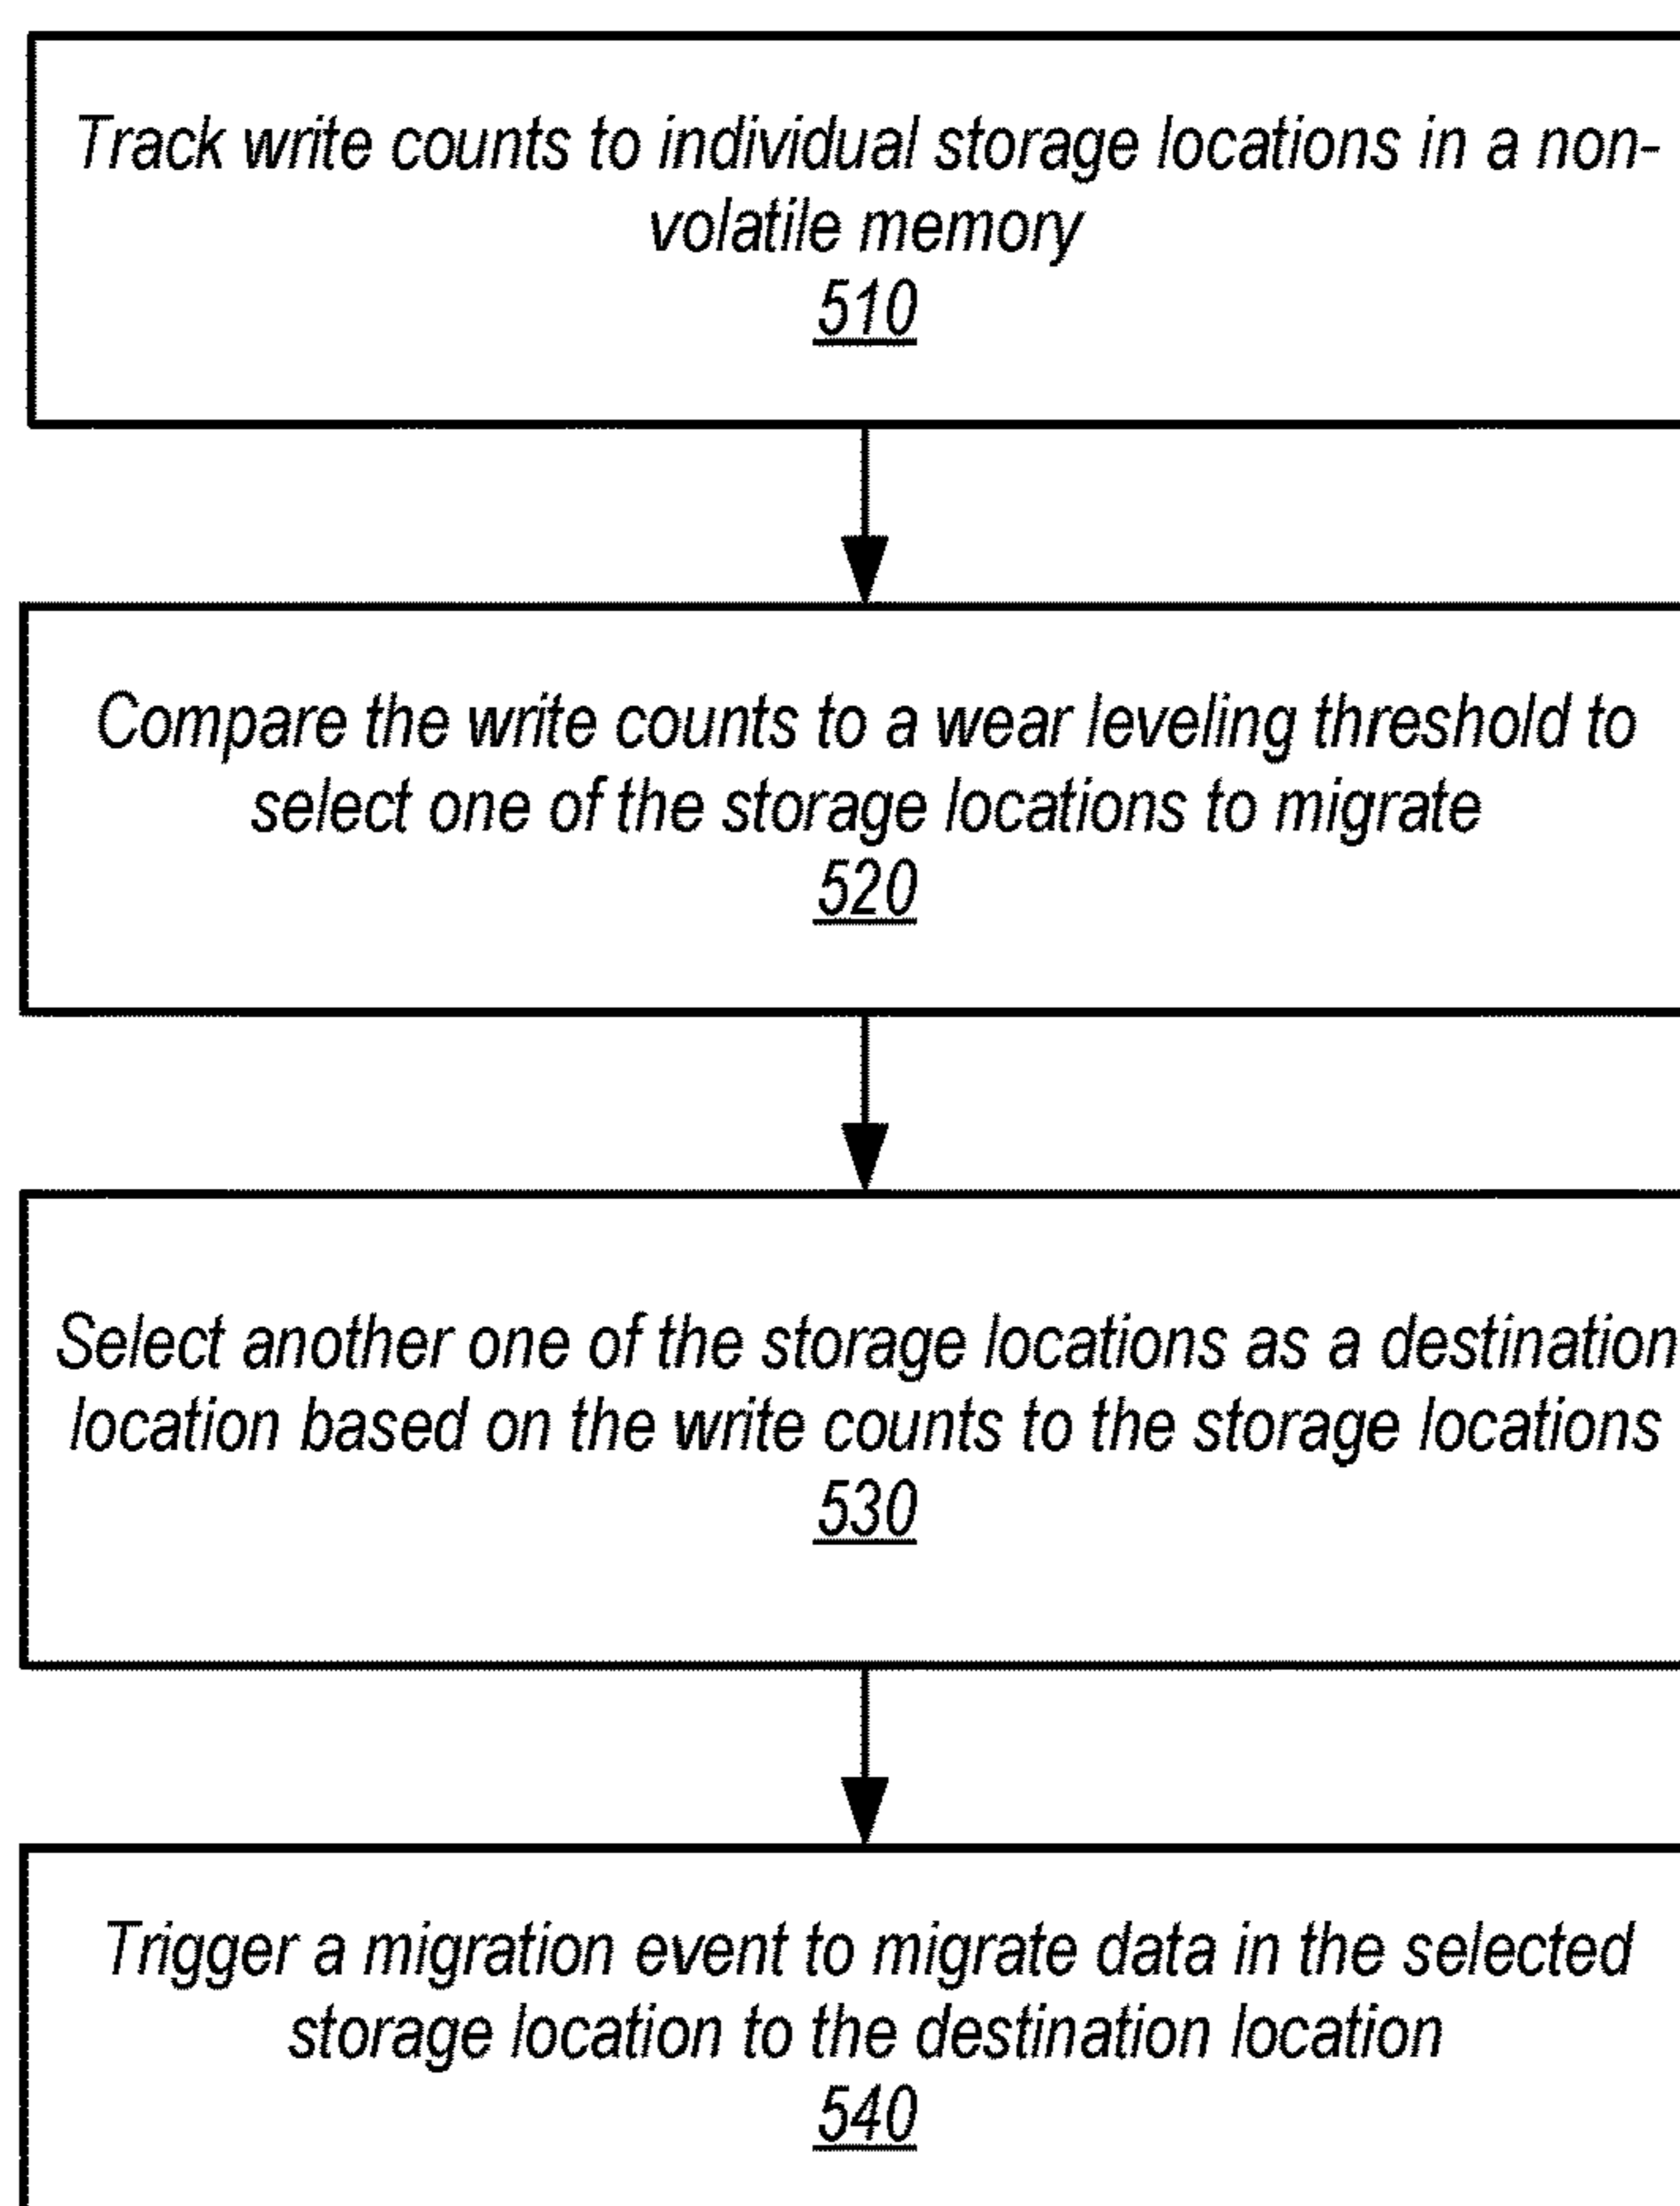 Track write counts to individual storage locations in a non-
volatile memory
510
Compare the write counts to a wear leveling threshold to
select one of the storage locations to migrate
520
Select another one of the storage locations as a destination
location based on the write counts to the storage locations
530
Trigger a migration event to migrate data in the selected
storage location to the destination location
540